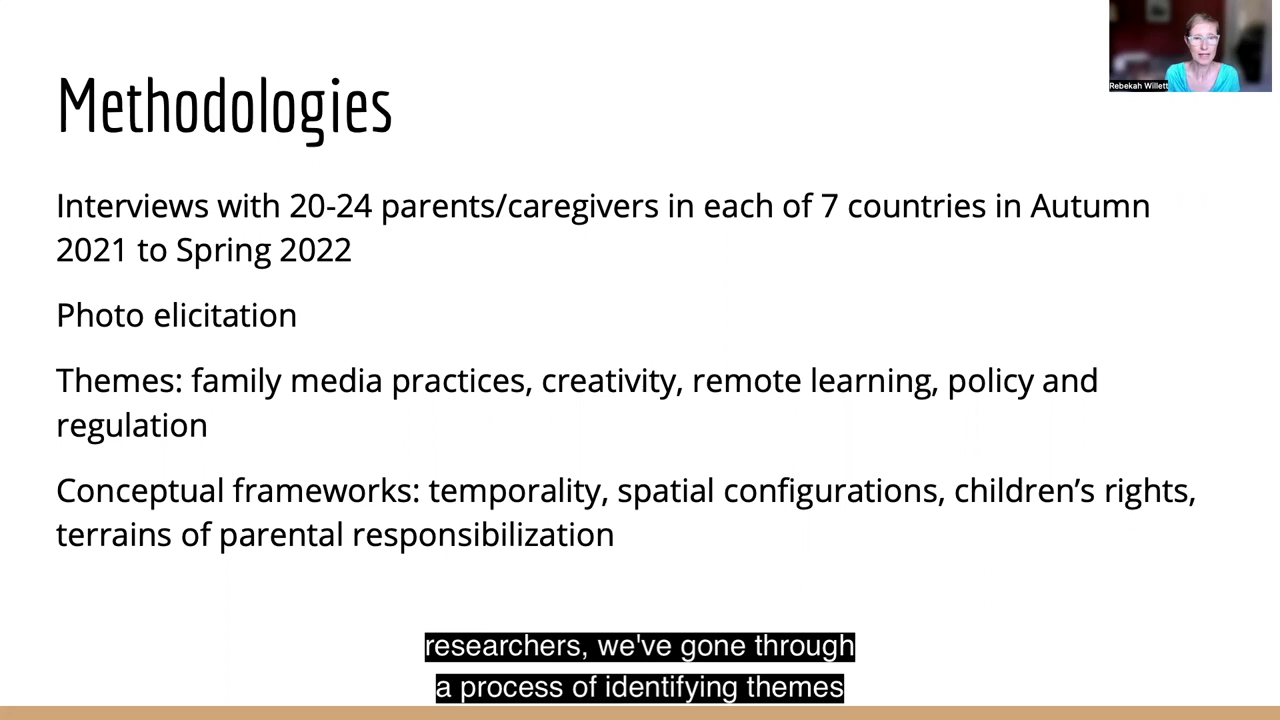 Rebekah Willett
Methodologies
Interviews with 20-24 parents/caregivers in each of 7 countries in Autumn
2021 to Spring 2022
Photo elicitation
Themes: family media practices, creativity, remote learning, policy and
regulation
Conceptual frameworks: temporality, spatial configurations, children’s rights,
terrains of parental responsibilization
researchers, we've gone through
a process of identifying themes